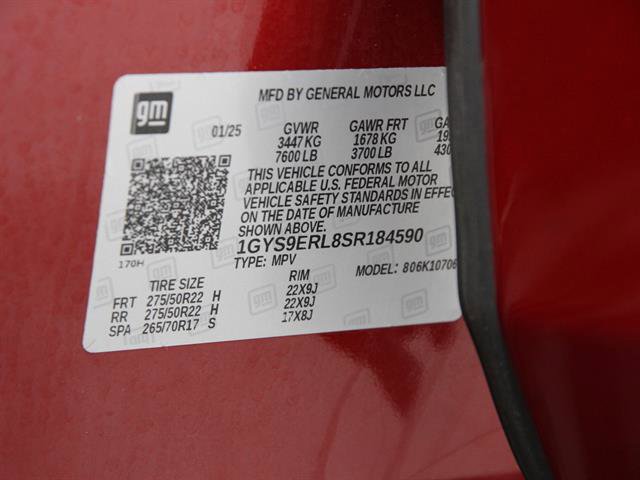 gm
MFD BY GENERAL MOTORS LLC
01/25 GVWR GAWR FRT GA
3447 KG 1678 KG 19
7600 LB 3700 LB 430
THIS VEHICLE CONFORMS TO ALL
APPLICABLE U.S. FEDERAL MOTOR
VEHICLE SAFETY STANDARDS IN EFFEC
ON THE DATE OF MANUFACTURE
SHOWN ABOVE.
1GYS9ERL8SR184590
170H TYPE: MPV MODEL: 806K10706
TIRE SIZE RIM
FRT 275/50R22 H 22X9J
RR 275/50R22 H 22X9J
SPA 265/70R17 S 17X8J